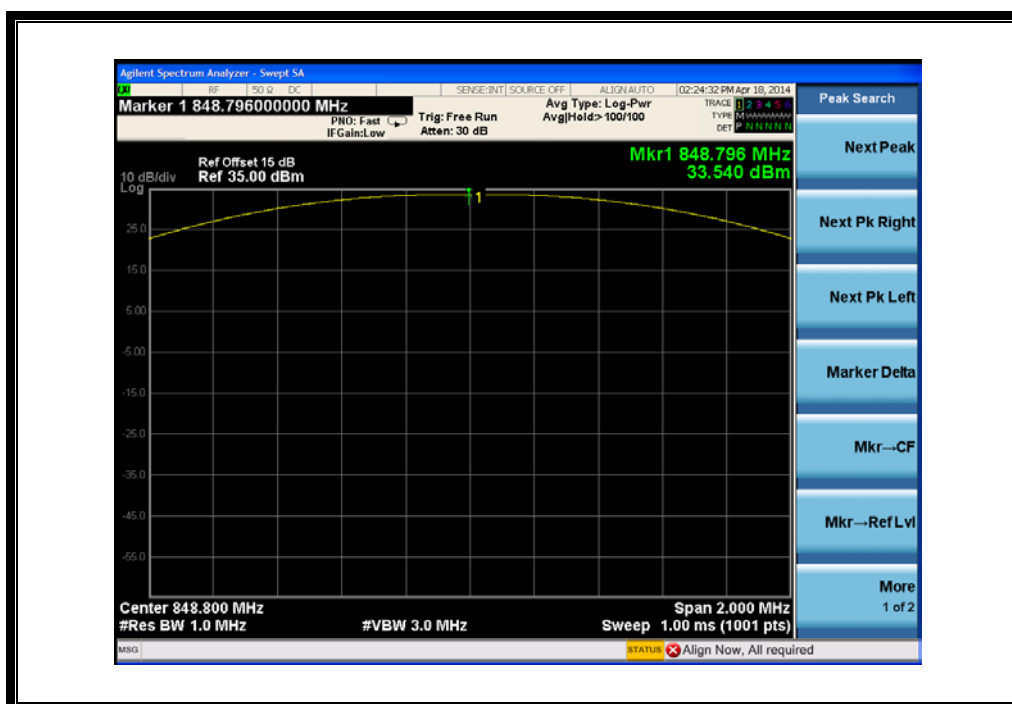 Agilent Spectrum Analyzer - Swept SA
LXI RF 50 Ω DC SENSE:INT SOURCE OFF ALIGNAUTO 02:24:32 PM Apr 18, 2014
Marker 1 848.796000000 MHz
PNO: Fast
IFGain:Low
Trig: Free Run
Atten: 30 dB
Avg Type: Log-Pwr
Avg|Hold:> 100/100
TRACE 1 2 3 4 5 6
TYPE M
DET P N N N N N
Peak Search
Mkr1 848.796 MHz
33.540 dBm
Ref Offset 15 dB
10 dB/div Ref 35.00 dBm
Log
1
25.0
15.0
5.00
-5.00
-15.0
-25.0
-35.0
-45.0
-55.0
Center 848.800 MHz Span 2.000 MHz
#Res BW 1.0 MHz #VBW 3.0 MHz Sweep 1.00 ms (1001 pts)
Next Peak
Next Pk Right
Next Pk Left
Marker Delta
Mkr→CF
Mkr→Ref Lvl
More
1 of 2
MSG STATUS Align Now, All required